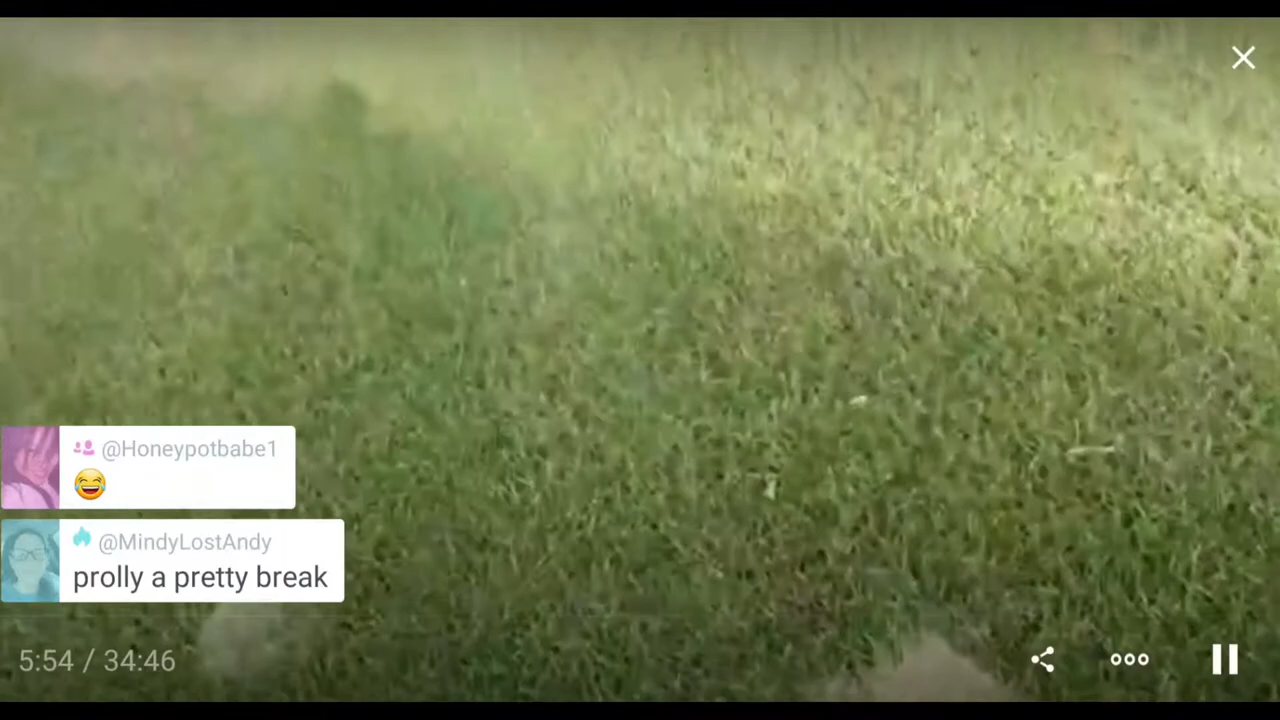 @Honeypotbabe1
😂
@MindyLostAndy
prolly a pretty break
5:54 / 34:46